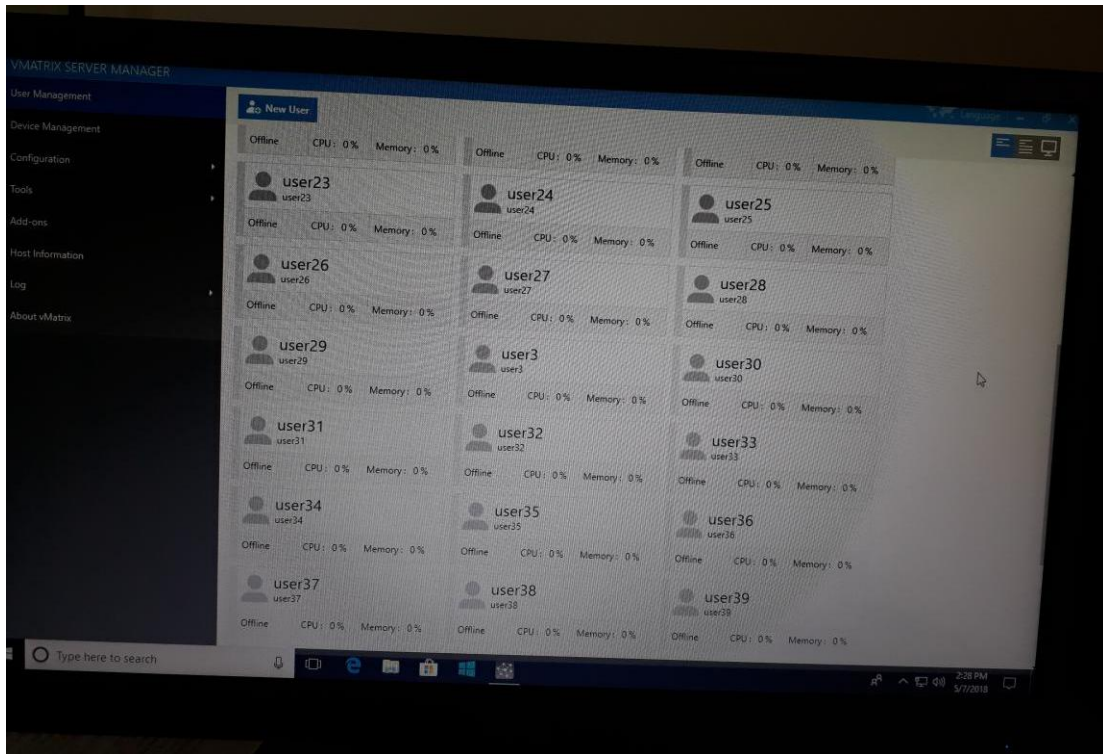 VMATRIX SERVER MANAGER
Language
User Management
Device Management
Configuration
Tools
Add-ons
Host Information
Log
About vMatrix
New User
Offline CPU: 0% Memory: 0% Offline CPU: 0% Memory: 0% Offline CPU: 0% Memory: 0%
user23 user24 user25
user23 user24 user25
Offline CPU: 0% Memory: 0% Offline CPU: 0% Memory: 0% Offline CPU: 0% Memory: 0%
user26 user27 user28
user26 user27 user28
Offline CPU: 0% Memory: 0% Offline CPU: 0% Memory: 0% Offline CPU: 0% Memory: 0%
user29 user3 user30
user29 user3 user30
Offline CPU: 0% Memory: 0% Offline CPU: 0% Memory: 0% Offline CPU: 0% Memory: 0%
user31 user32 user33
user31 user32 user33
Offline CPU: 0% Memory: 0% Offline CPU: 0% Memory: 0% Offline CPU: 0% Memory: 0%
user34 user35 user36
user34 user35 user36
Offline CPU: 0% Memory: 0% Offline CPU: 0% Memory: 0% Offline CPU: 0% Memory: 0%
user37 user38 user39
user37 user38 user39
Offline CPU: 0% Memory: 0% Offline CPU: 0% Memory: 0% Offline CPU: 0% Memory: 0%
Type here to search
2:28 PM
5/7/2018